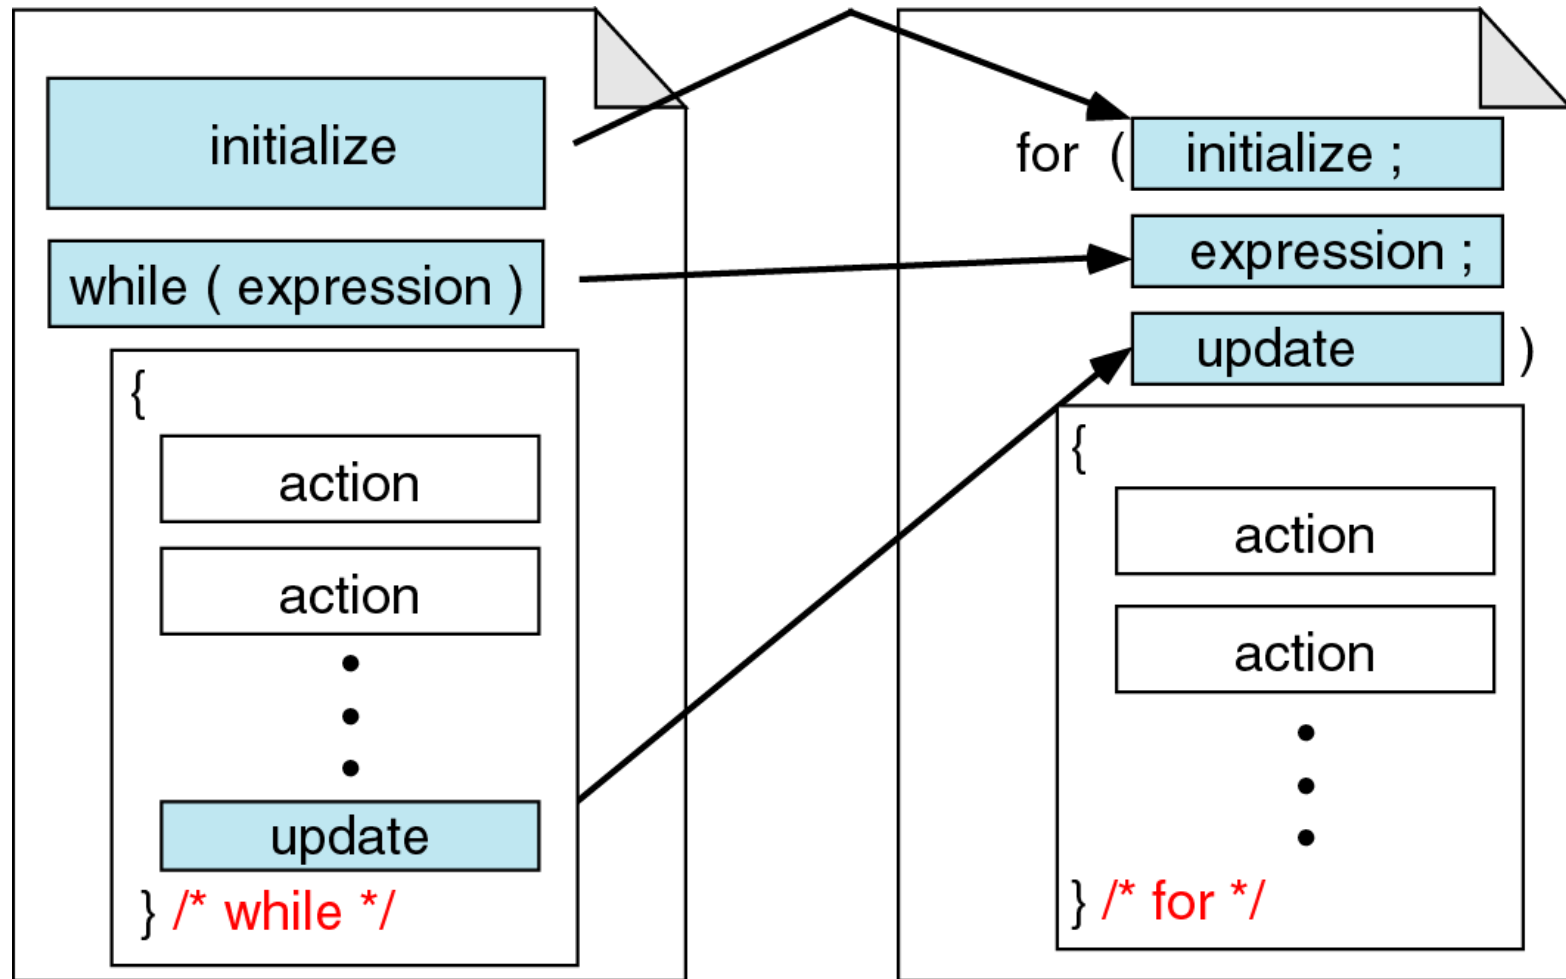 initialize
while ( expression )
{
action
action
update
} /* while */
for ( initialize ;
expression ;
update )
{
action
action
} /* for */